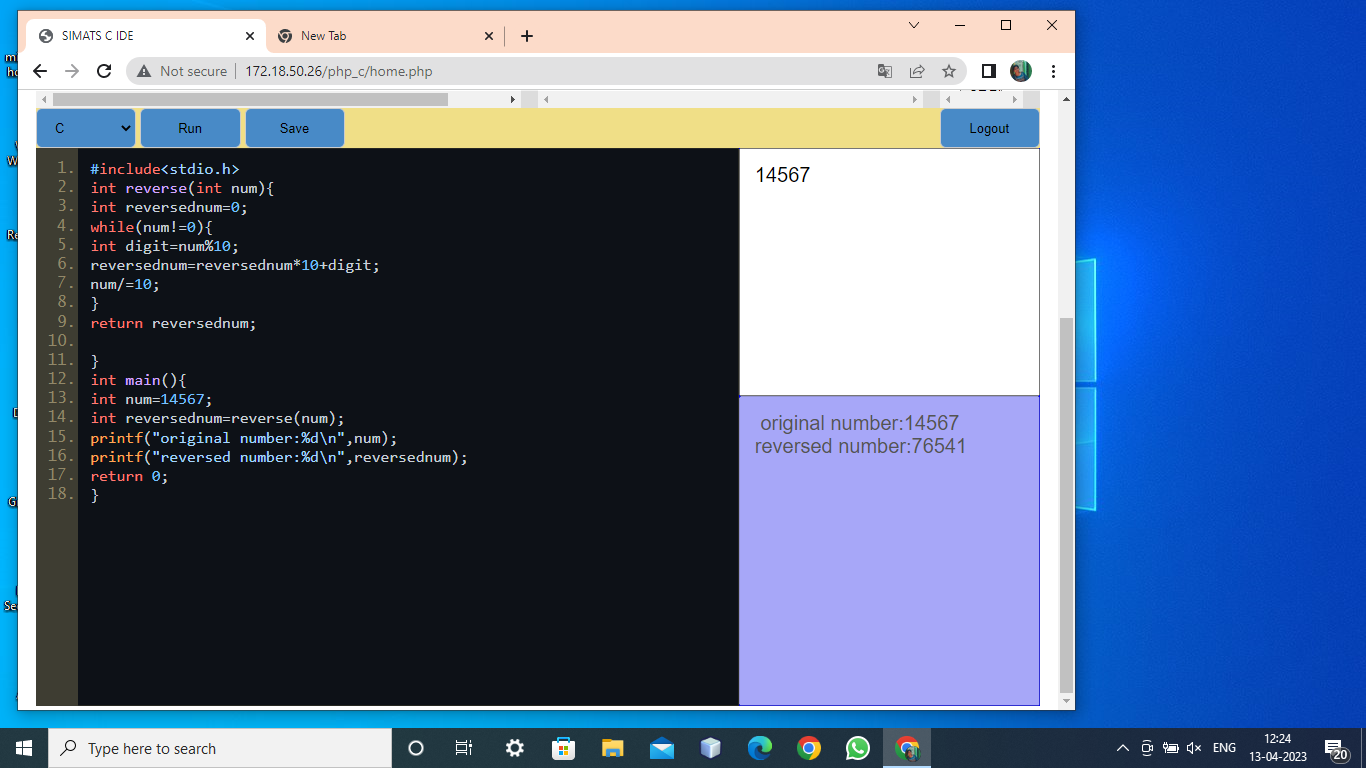 SIMATS C IDE
New Tab
Not secure
172.18.50.26/php_c/home.php
C
Run
Save
Logout
1. #include<stdio.h>
2. int reverse(int num){
3. int reversednum=0;
4. while(num!=0){
5. int digit=num%10;
6. reversednum=reversednum*10+digit;
7. num/=10;
8. }
9. return reversednum;
10.
11. }
12. int main(){
13. int num=14567;
14. int reversednum=reverse(num);
15. printf("original number:%d\n",num);
16. printf("reversed number:%d\n",reversednum);
17. return 0;
18. }
14567
original number:14567
reversed number:76541
Type here to search
ENG
12:24
13-04-2023
20